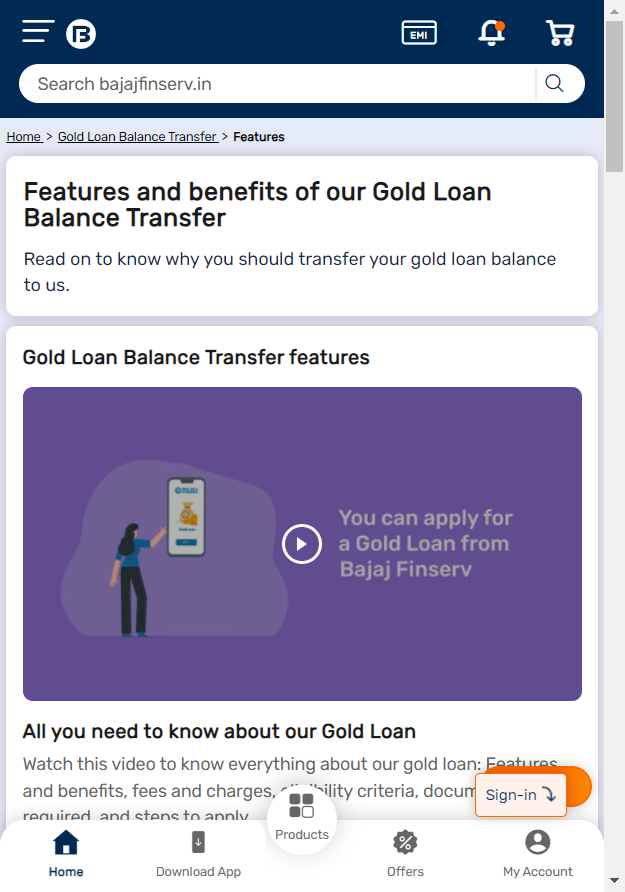 EMI
Search bajajfinserv.in
Home > Gold Loan Balance Transfer > Features
Features and benefits of our Gold Loan
Balance Transfer
Read on to know why you should transfer your gold loan balance
to us.
Gold Loan Balance Transfer features
You can apply for
a Gold Loan from
Bajaj Finserv
All you need to know about our Gold Loan
Watch this video to know everything about our gold loan: Features
and benefits, fees and charges,
required, and steps to apply
Sign-in
Home
Download App
Products
Offers
My Account